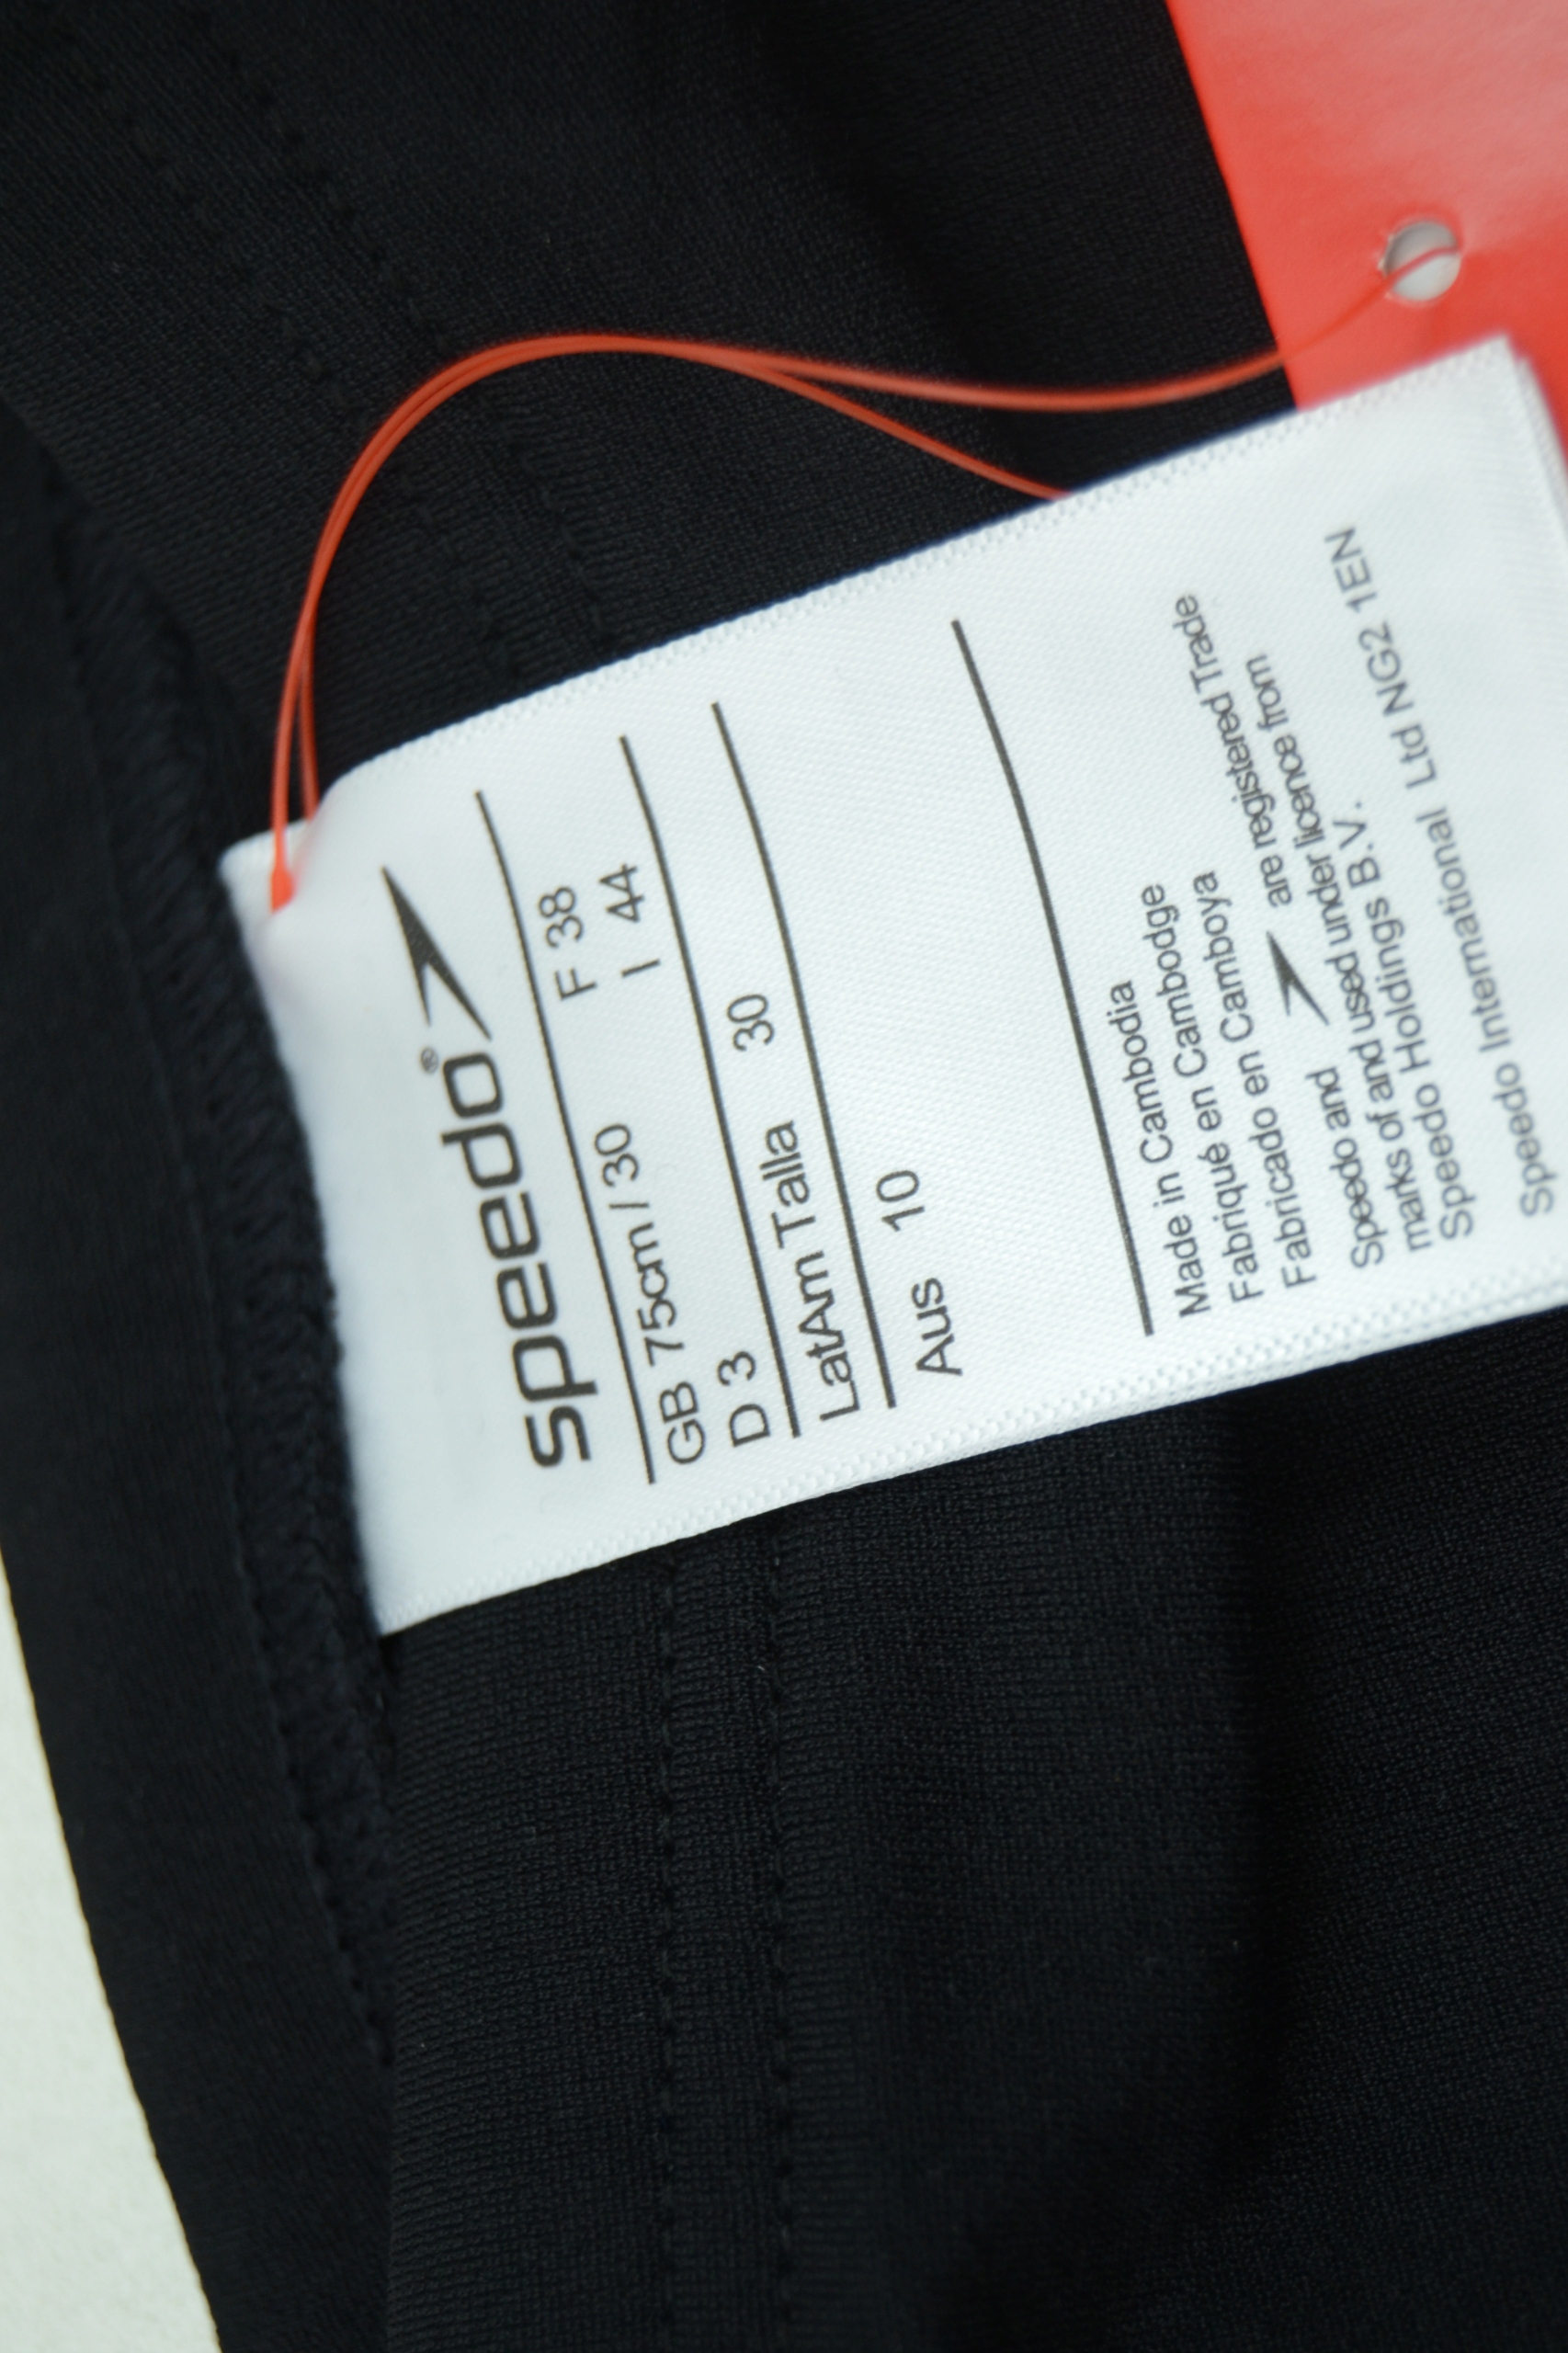 speedo®
GB 75cm / 30 F 38
D 3 I 44
LatAm Talla 30
Aus 10
Made in Cambodia
Fabriqué en Cambodge
Fabricado en Camboya
Speedo and are registered Trade
marks of and used under licence from
Speedo Holdings B.V.
Speedo International Ltd NG2 1EN